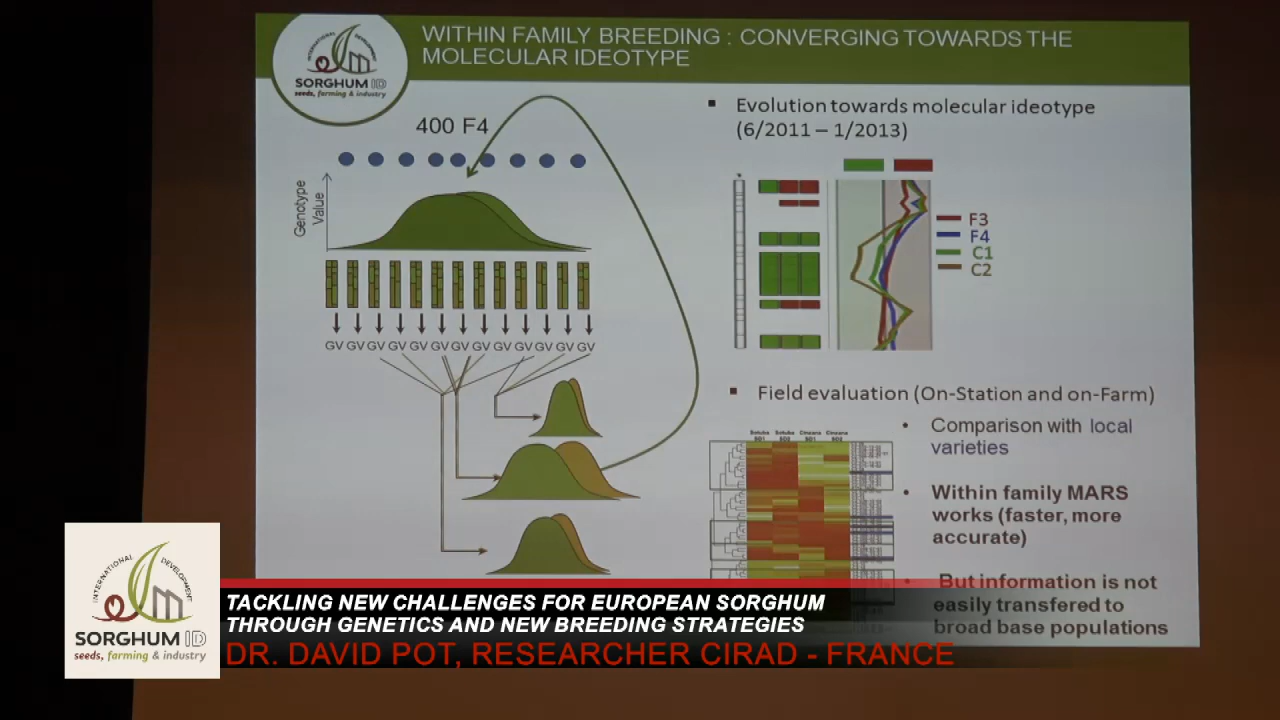 WITHIN FAMILY BREEDING : CONVERGING TOWARDS THE
MOLECULAR IDEOTYPE
INTERNATIONAL DEVELOPMENT
SORGHUM ID
seeds, farming & industry
400 F4
Genotype
Value
GV GV GV GV GV GV GV GV GV GV GV GV GV
Evolution towards molecular ideotype
(6/2011 – 1/2013)
F3
F4
C1
C2
Field evaluation (On-Station and on-Farm)
Comparison with local
varieties
Within family MARS
works (faster, more
accurate)
But information is not
easily transfered to
broad base populations
INTERNATIONAL DEVELOPMENT
SORGHUM ID
seeds, farming & industry
TACKLING NEW CHALLENGES FOR EUROPEAN SORGHUM
THROUGH GENETICS AND NEW BREEDING STRATEGIES
DR. DAVID POT, RESEARCHER CIRAD - FRANCE